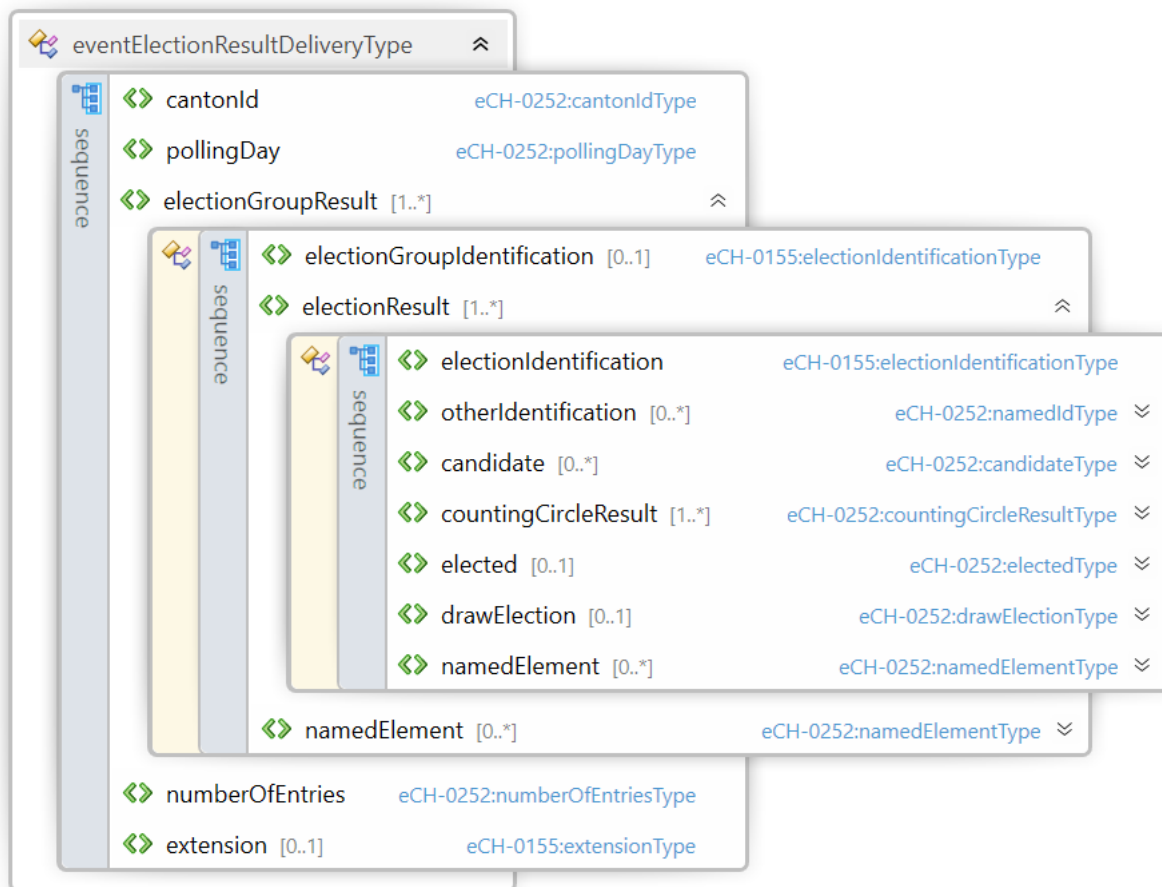 eventElectionResultDeliveryType
sequence
cantonId eCH-0252:cantonIdType
pollingDay eCH-0252:pollingDayType
electionGroupResult [1..*]
sequence
electionGroupIdentification [0..1] eCH-0155:electionIdentificationType
electionResult [1..*]
sequence
electionIdentification eCH-0155:electionIdentificationType
otherIdentification [0..*] eCH-0252:namedIdType
candidate [0..*] eCH-0252:candidateType
countingCircleResult [1..*] eCH-0252:countingCircleResultType
elected [0..1] eCH-0252:electedType
drawElection [0..1] eCH-0252:drawElectionType
namedElement [0..*] eCH-0252:namedElementType
namedElement [0..*] eCH-0252:namedElementType
numberOfEntries eCH-0252:numberOfEntriesType
extension [0..1] eCH-0155:extensionType